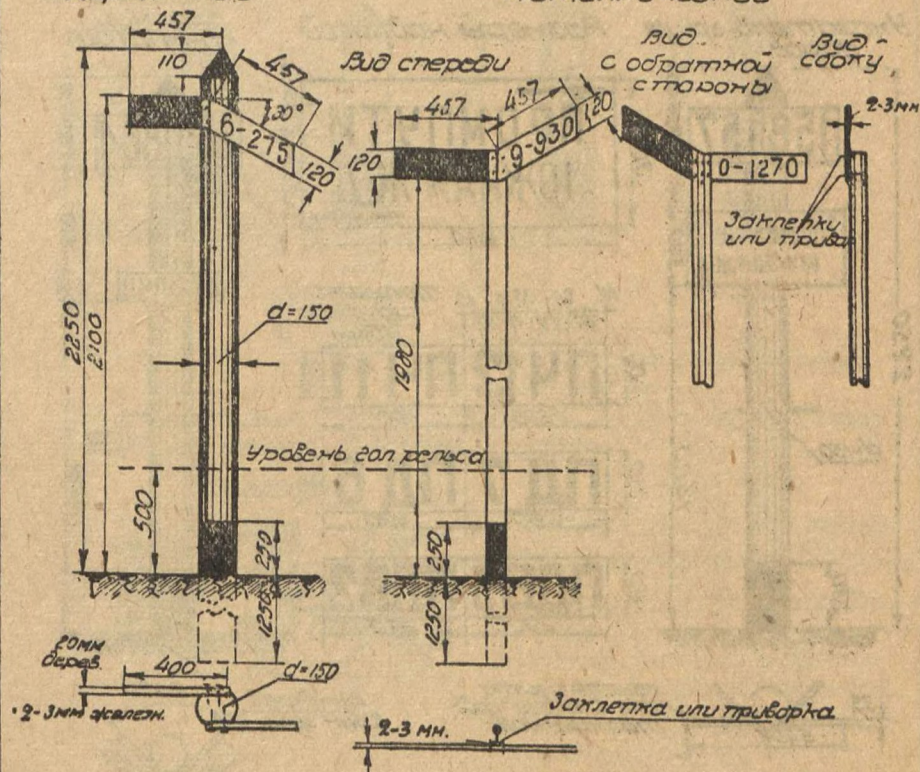 457
110
457
Вид спереди
Вид
с обратной
стороны
Вид
сбоку
2-3мм
30°
6-275
120
457
457
120
120
9-930
0-1270
Заклепки
или привар
2250
2100
d=150
1980
Уровень гол. рельса
500
250
1250
250
1250
20мм
дерев.
400
d=150
2-3мм железн.
2-3 мм.
Заклепка или приварка